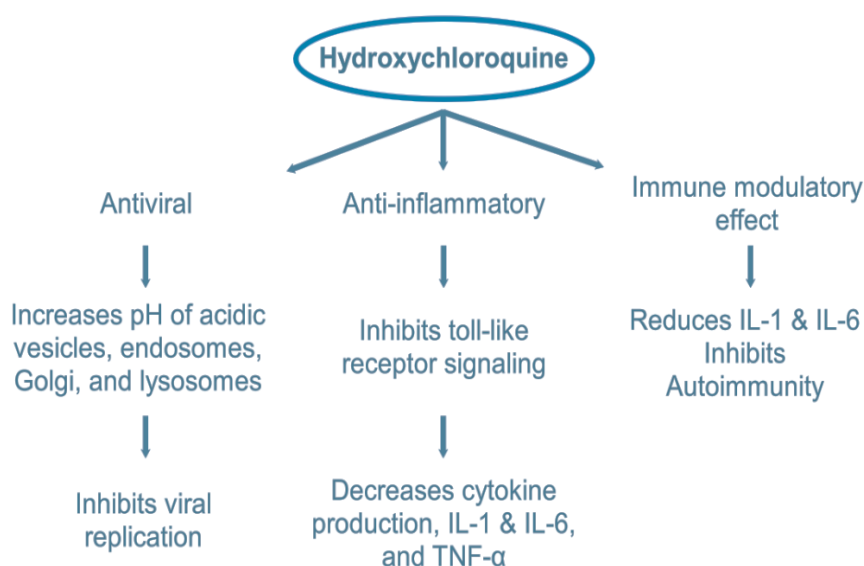 Hydroxychloroquine
Antiviral
Increases pH of acidic
vesicles, endosomes,
Golgi, and lysosomes
Inhibits viral
replication
Anti-inflammatory
Inhibits toll-like
receptor signaling
Decreases cytokine
production, IL-1 & IL-6,
and TNF-α
Immune modulatory
effect
Reduces IL-1 & IL-6
Inhibits
Autoimmunity